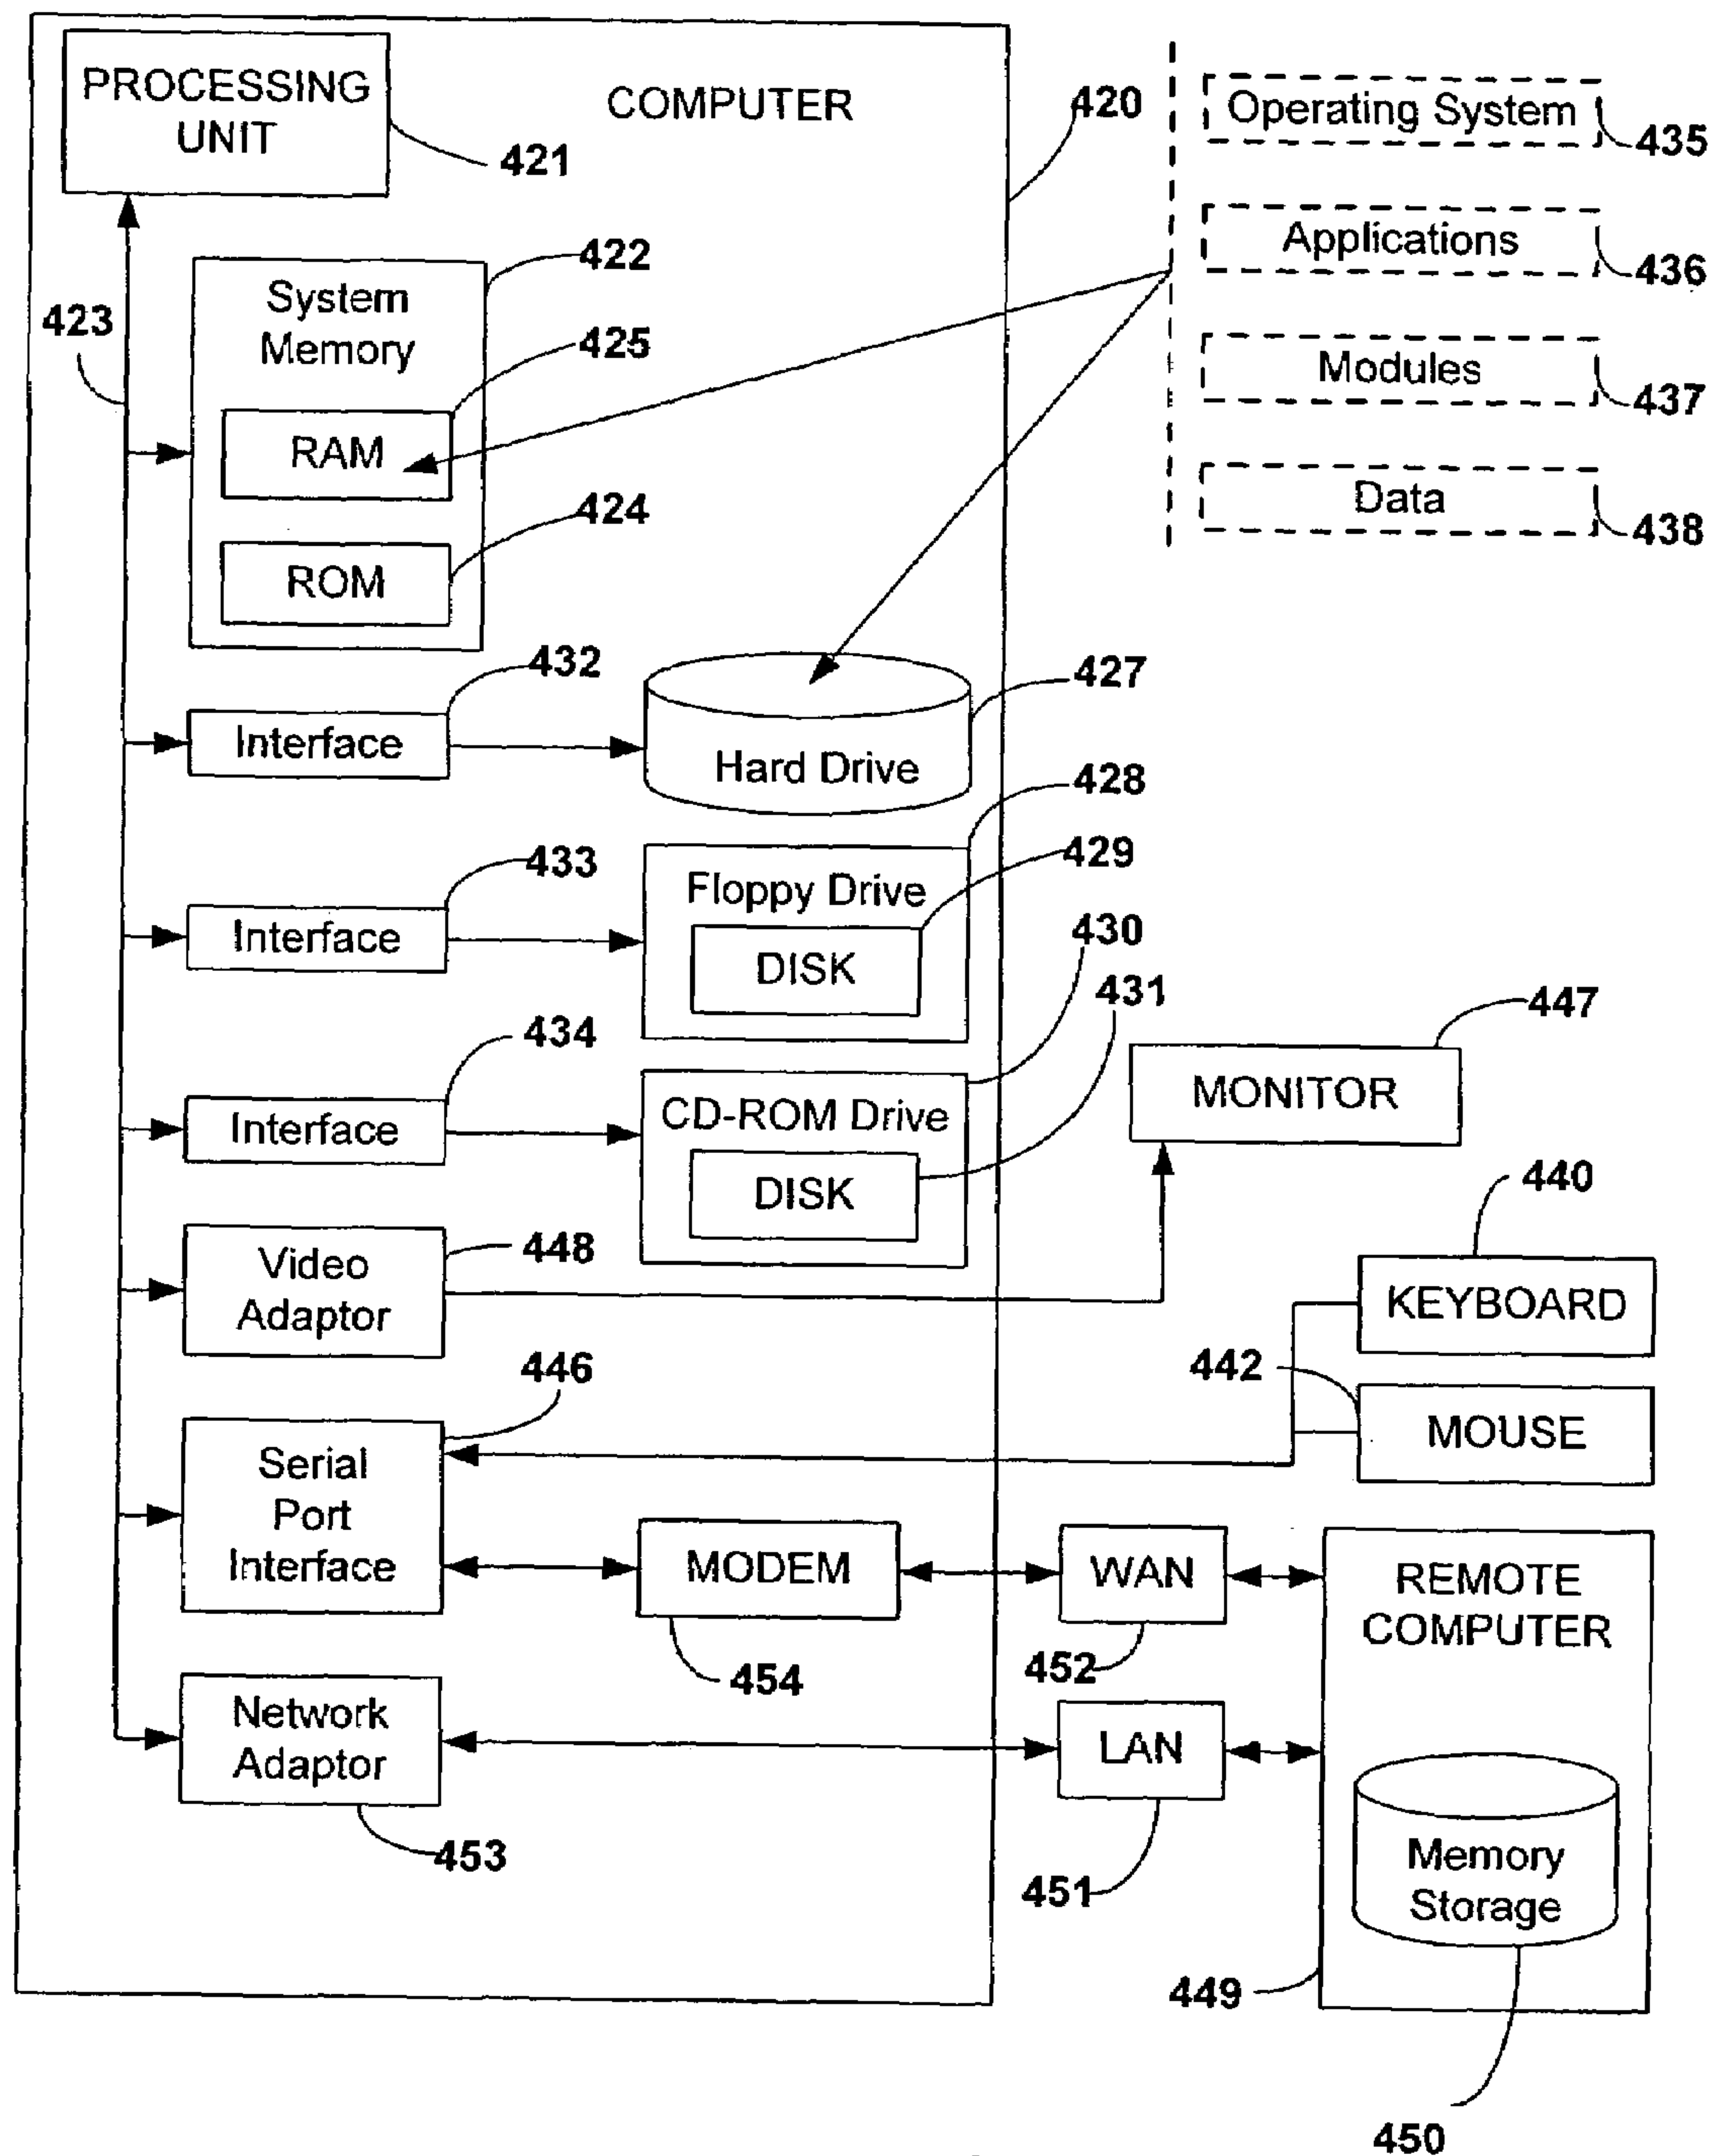 PROCESSING
UNIT
421
COMPUTER
420
Operating System
435
Applications
436
Modules
437
Data
438
423
422
System
Memory
425
RAM
424
ROM
432
Interface
427
Hard Drive
433
Interface
428
429
Floppy Drive
DISK
434
Interface
430
431
CD-ROM Drive
DISK
447
MONITOR
448
Video
Adaptor
440
KEYBOARD
442
MOUSE
446
Serial
Port
Interface
MODEM
454
WAN
452
REMOTE
COMPUTER
Network
Adaptor
453
LAN
451
Memory
Storage
449
450